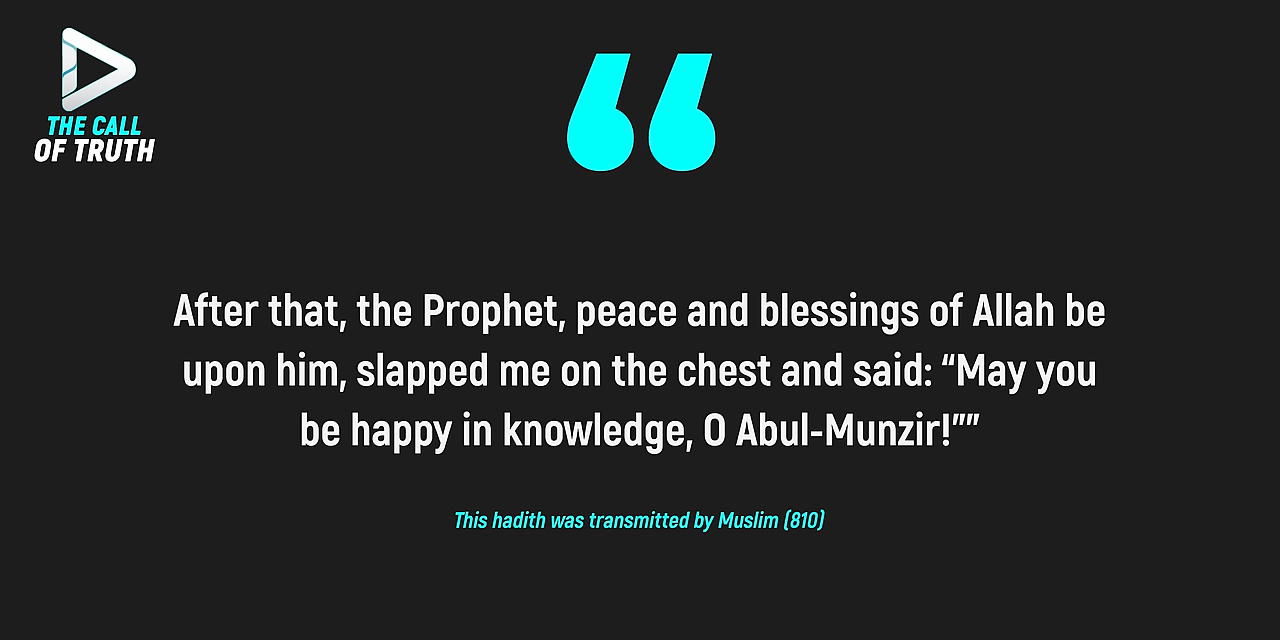 THE CALL
OF TRUTH
“
After that, the Prophet, peace and blessings of Allah be
upon him, slapped me on the chest and said: “May you
be happy in knowledge, O Abul-Munzir!””
This hadith was transmitted by Muslim (810)